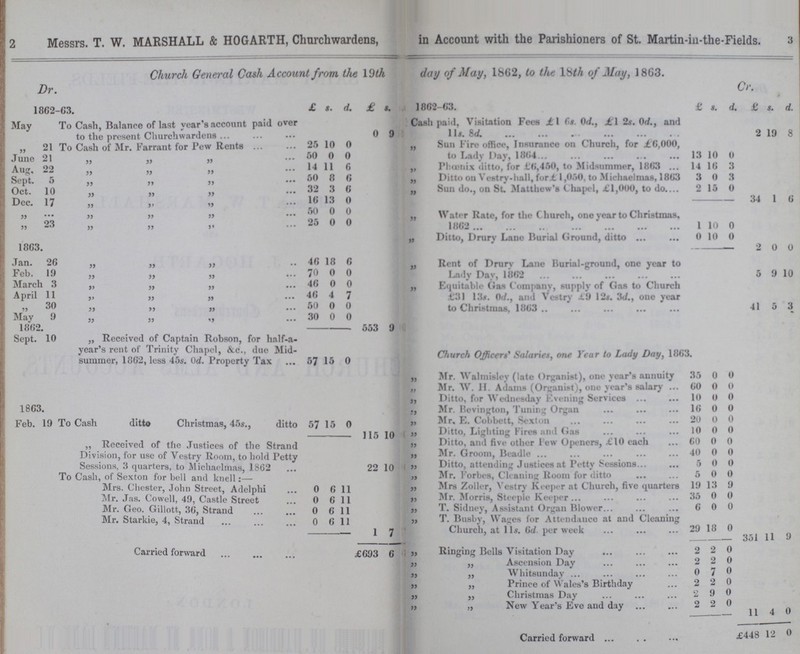 2 Messrs. T. W. MARSHALL & HOGARTH, Churchwardens,
Church General Cash Account from the 19th
Dr.
1862-63. £ s. d. £ s.
May To Cash, Balance of last year's account paid over
to the present Churchwardens ... ... ... 0 9
„ 21 To Cash of Mr. Farrant for Pew Rents ... ... 25 10 0
June 21 „ „ „ ... 50 0 0
Aug. 22 „ „ „ ... 14 11 6
Sept. 5 „ „ „ ... 50 8 6
Oct. 10 „ „ „ ... 32 3 6
Dec. 17 „ „ „ ... 16 13 0
„ ... „ „ „ ... 50 0 0
„ 23 „ „ „ ... 25 0 0
1863.
Jan. 26 „ „ „ .. 46 18 6
Feb. 19 „ „ „ ... 70 0 0
March 3 „ „ „ ... 46 0 0
April 11 „ „ „ ... 46 4 7
„ 30 „ „ „ ... 50 0 0
May 9 „ „ „ ... 30 0 0
553 9
1862.
Sept. 10 „ Received of Captain Robson, for half-a-
year's rent of Trinity Chapel, &c., due Mid-
summer, 1862, less 45s. 0d. Property Tax ... 57 15 0
1863.
Feb. 19 To Cash ditto Christmas, 45s., ditto 57 15 0
115 10
„ Received of the Justices of the Strand
Division, for use of Vestry Room, to hold Petty
Sessions, 3 quarters, to Michaelmas, 1862 ... 22 10
To Cash, of Sexton for bell and knell:—
Mrs. Chester, John Street, Adelphi ... 0 6 11
Mr. Jas. Cowell, 49, Castle Street ... 0 6 11
Mr. Geo. Gillott, 36, Strand ... ... 0 6 11
Mr. Starkie, 4, Strand ... ... ... 0 6 11
1 7
Carried forward ... ... ... £693 6
in Account with the Parishioners of St. Martin-in-the-Fields. 3
day of May, 1862, to the 18th of May, 1863.
Cr.
1862-63. £ s. d. £ s. d.
Cash paid, Visitation Fees £1 6s. 0d., £1 2s. 0d., and
11s. 8d. ... ... ... ... ... ... 2 19 8
„ Sun Fire office, Insurance on Church, for £6,000,
to Lady Day, 1864... ... ... ... ... 13 10 0
„ Phœnix ditto, for £6,450, to Midsummer, 1863 ... 14 16 3
„ Ditto on Vestry-hall, for £1,050, to Michaelmas, 1863 3 0 3
„ Sun do., on St. Matthew's Chapel, £1,000, to do.... 2 15 0
34 1 6
„ Water Rate, for the Church, one year to Christmas,
1862 ... ... ... ... ... ... ... 1 10 0
„ Ditto, Drury Lane Burial Ground, ditto ... ... 0 10 0
2 0 0
„ Rent of Drury Lane Burial-ground, one year to
Lady Day, 1862 ... ... ... ... ... 5 9 10
„ Equitable Gas Company, supply of Gas to Church
£31 13s. 0d., and Vestry £9 12s. 3d., one year
to Christmas, 1863 .. ... ... ... ... 41 5 3
Church Officers' Salaries, one Year to Lady Day, 1863.
„ Mr. Walmisley (late Organist), one year's annuity 35 0 0
„ Mr. W. H. Adams (Organist), one year's salary ... 60 0 0
„ Ditto, for Wednesday Evening Services ... ... 10 0 0
„ Mr. Bevington, Tuning Organ ... ... ... 16 0 0
„ Mr. E. Cobbett, Sexton ... ... ... ... 20 0 0
„ Ditto, Lighting Fires and Gas ... ... ... 10 0 0
„ Ditto, and five other Pew Openers, £10 each ... 60 0 0
„ Mr. Groom, Beadle ... ... ... ... ... 40 0 0
„ Ditto, attending Justices at Petty Sessions... ... 5 0 0
„ Mr. Forbes, Cleaning Room for ditto ... ... 5 0 0
„ Mrs Zoller, Vestry Keeper at Church, five quarters 19 13 9
„ Mr. Morris, Steeple Keeper ... ... ... ... 35 0 0
„ T. Sidney, Assistant Organ Blower... ... ... 6 0 0
„ T. Busby, Wages for Attendance at and Cleaning
Church, at 11s. 6d. per week ... ... ... 29 18 0
351 11 9
„ Ringing Bells Visitation Day ... ... ... 2 2 0
„ „ Ascension Day ... ... ... 2 2 0
„ „ Whitsunday ... ... ... ... 0 7 0
„ „ Prince of Wales's Birthday ... 2 2 0
„ „ Christmas Day ... ... ... 2 9 0
„ „ New Year's Eve and day ... ... 2 2 0
11 4 0
Carried forward ... .. ... £448 12 0